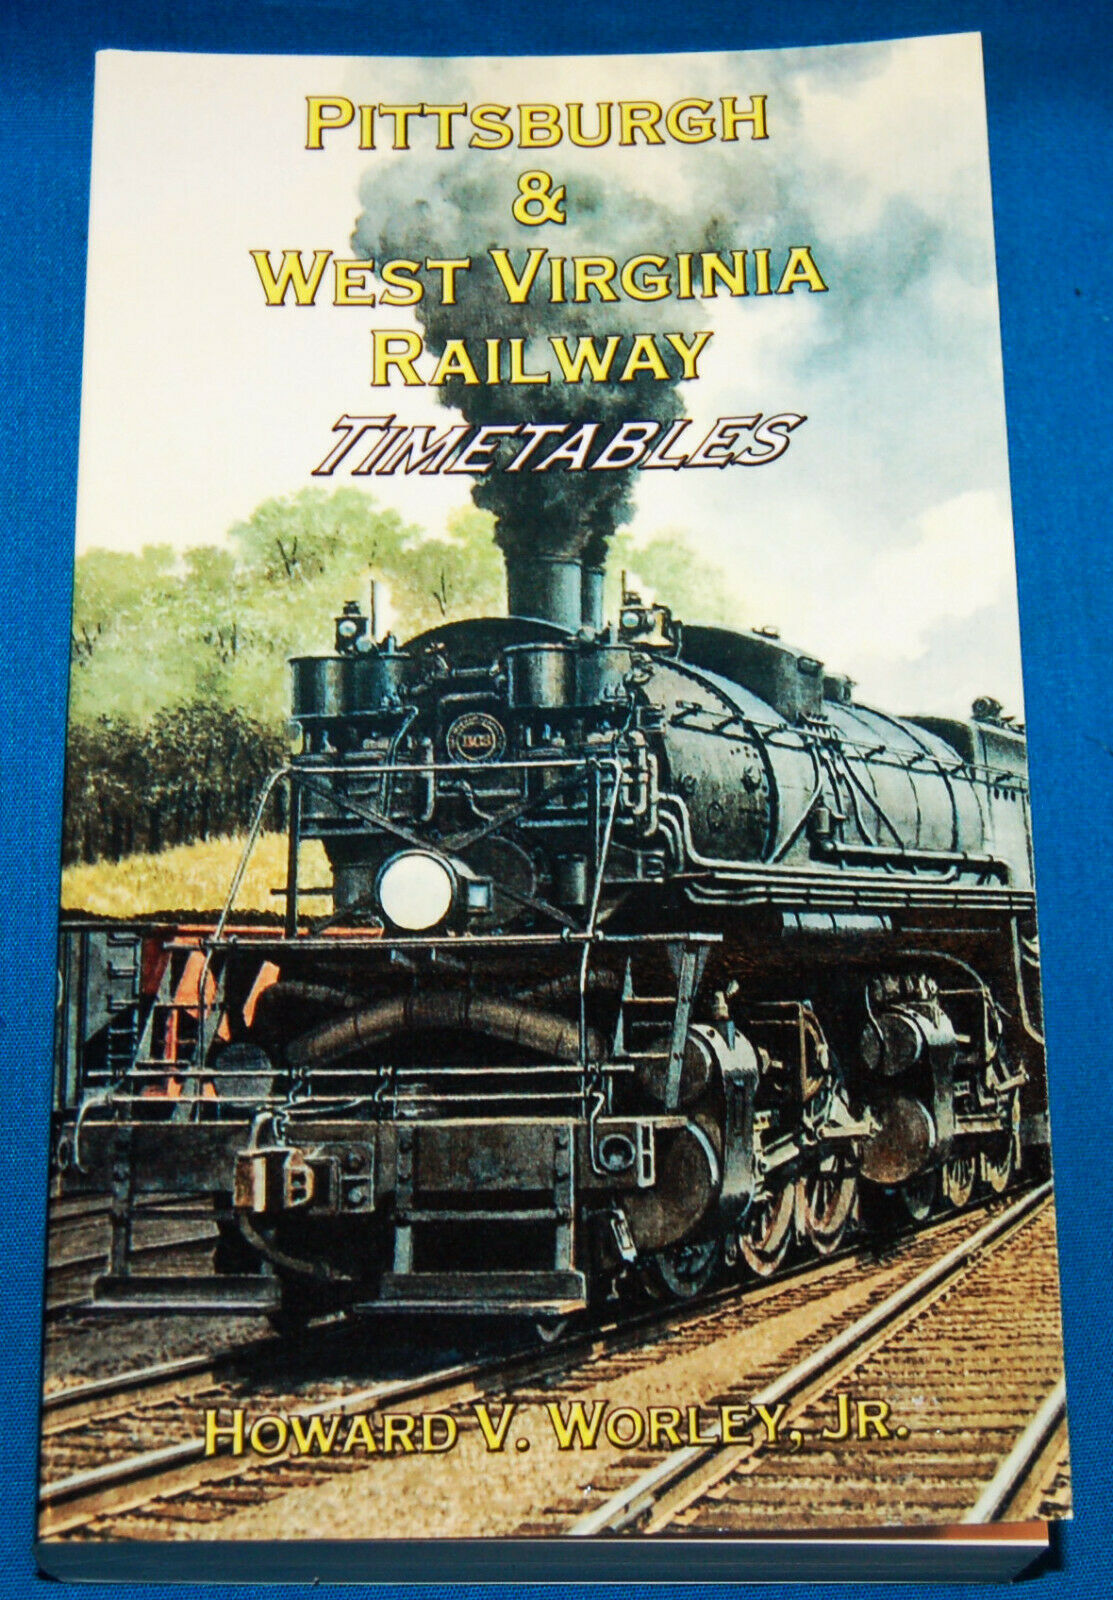 PITTSBURGH
&
WEST VIRGINIA
RAILWAY
TIMETABLES
HOWARD V. WORLEY, JR.